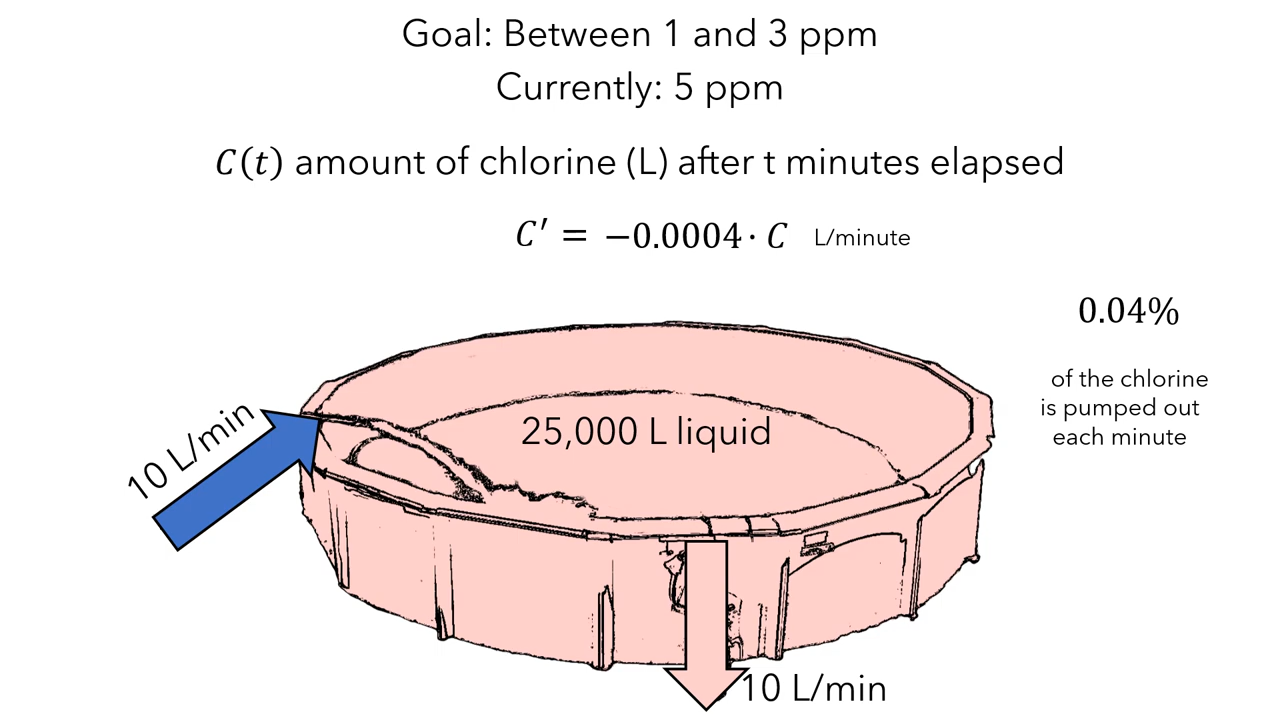 Goal: Between 1 and 3 ppm
Currently: 5 ppm
C(t) amount of chlorine (L) after t minutes elapsed
C′ = −0.0004 · C L/minute
0.04%
of the chlorine
is pumped out
each minute
10 L/min
25,000 L liquid
10 L/min